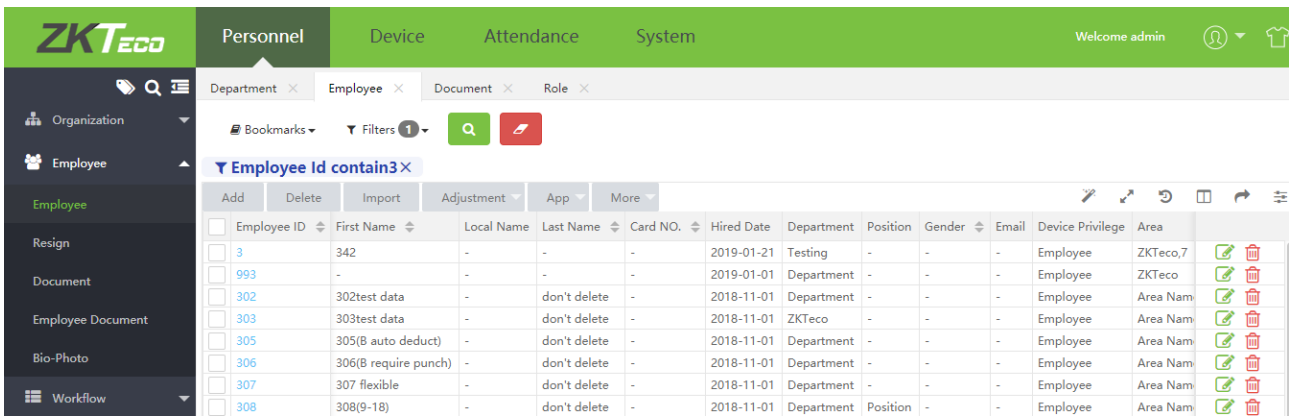 ZKTeco Personnel Device Attendance System Welcome admin
Department × Employee × Document × Role ×
Organization
Bookmarks Filters 1
Employee
Employee Id contain3×
Add Delete Import Adjustment App More
Employee
Employee ID First Name Local Name Last Name Card NO. Hired Date Department Position Gender Email Device Privilege Area
Resign
3 342 - - - 2019-01-21 Testing - - - Employee ZKTeco,7
993 - - - - 2019-01-01 Department - - - Employee ZKTeco
Document
302 302test data - don't delete - 2018-11-01 Department - - - Employee Area Nam
303 303test data - don't delete - 2018-11-01 ZKTeco - - - Employee Area Nam
Employee Document
305 305(B auto deduct) - don't delete - 2018-11-01 Department - - - Employee Area Nam
Bio-Photo
306 306(B require punch) - don't delete - 2018-11-01 Department - - - Employee Area Nam
307 307 flexible - don't delete - 2018-11-01 Department - - - Employee Area Nam
Workflow
308 308(9-18) - don't delete - 2018-11-01 Department Position - - Employee Area Nam